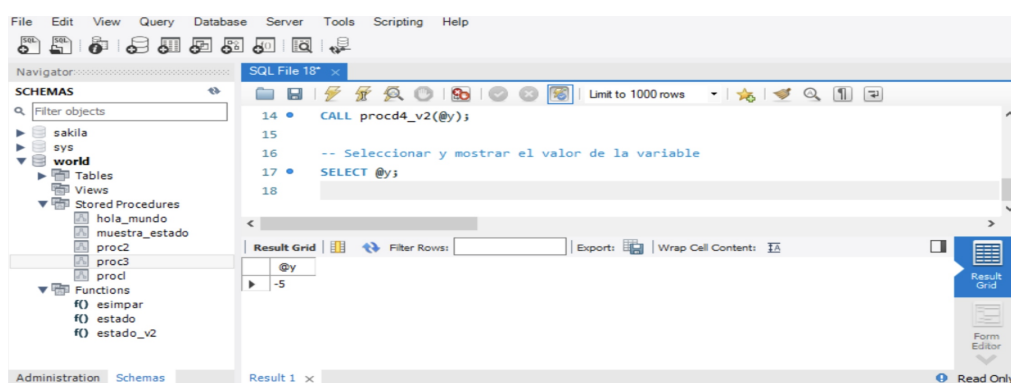 File Edit View Query Database Server Tools Scripting Help
Navigator
SCHEMAS
Filter objects
sakila
sys
world
Tables
Views
Stored Procedures
hola_mundo
muestra_estado
proc2
proc3
procl
Functions
f() esimpar
f() estado
f() estado_v2
Administration Schemas
SQL File 18*
Limit to 1000 rows
14 CALL procd4_v2(@y);
15
16 -- Seleccionar y mostrar el valor de la variable
17 SELECT @y;
18
Result Grid Filter Rows: Export: Wrap Cell Content: IA
@y
-5
Result Grid
Form Editor
Result 1
Read Only